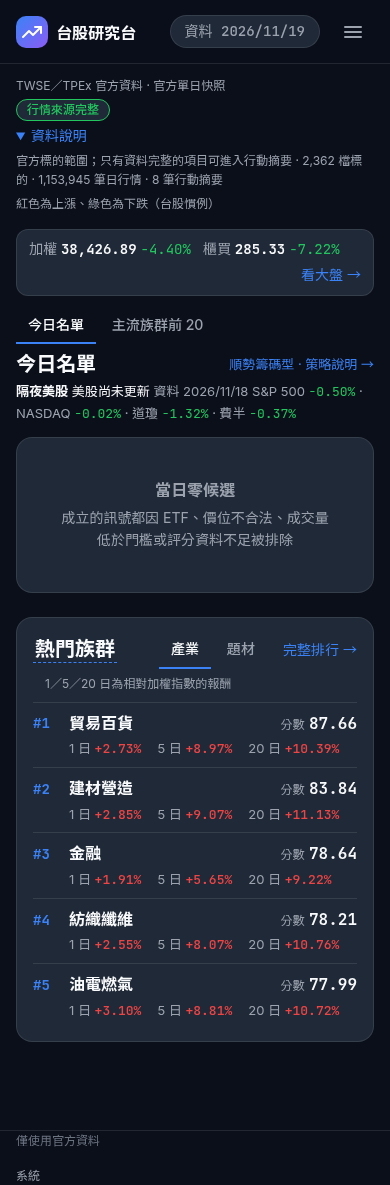 台股研究台
資料 2026/11/19
TWSE／TPEx 官方資料 · 官方單日快照
行情來源完整
▼ 資料說明
官方標的範圍；只有資料完整的項目可進入行動摘要 · 2,362 檔標
的 · 1,153,945 筆日行情 · 8 筆行動摘要
紅色為上漲、綠色為下跌（台股慣例）
加權 38,426.89 -4.40% 櫃買 285.33 -7.22%
看大盤 →
今日名單 主流族群前 20
今日名單 順勢籌碼型 · 策略說明 →
隔夜美股 美股尚未更新 資料 2026/11/18 S&P 500 -0.50% ·
NASDAQ -0.02% · 道瓊 -1.32% · 費半 -0.37%
當日零候選
成立的訊號都因 ETF、價位不合法、成交量
低於門檻或評分資料不足被排除
熱門族群 產業 題材 完整排行 →
1／5／20 日為相對加權指數的報酬
#1 貿易百貨 分數 87.66
1 日 +2.73% 5 日 +8.97% 20 日 +10.39%
#2 建材營造 分數 83.84
1 日 +2.85% 5 日 +9.07% 20 日 +11.13%
#3 金融 分數 78.64
1 日 +1.91% 5 日 +5.65% 20 日 +9.22%
#4 紡織纖維 分數 78.21
1 日 +2.55% 5 日 +8.07% 20 日 +10.76%
#5 油電燃氣 分數 77.99
1 日 +3.10% 5 日 +8.81% 20 日 +10.72%
僅使用官方資料
系統